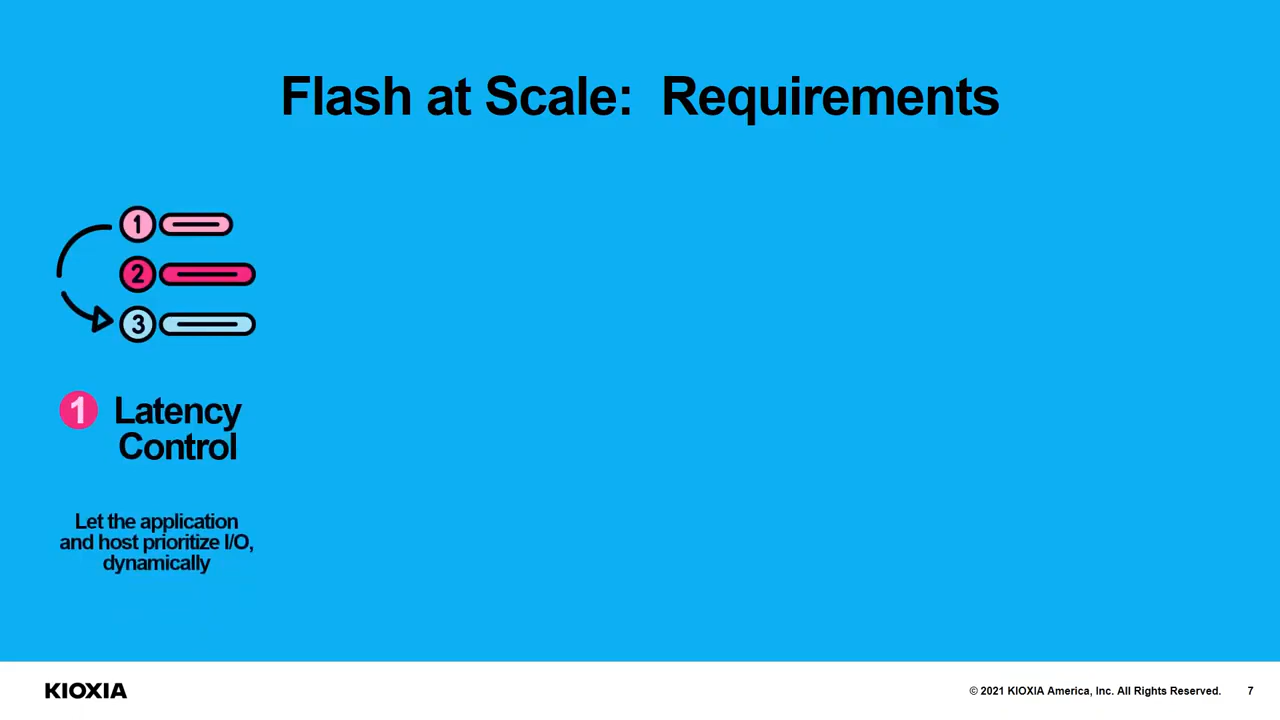 Flash at Scale:  Requirements
1
2
3
1 Latency
Control
Let the application
and host prioritize I/O,
dynamically
KIOXIA
© 2021 KIOXIA America, Inc. All Rights Reserved. 7